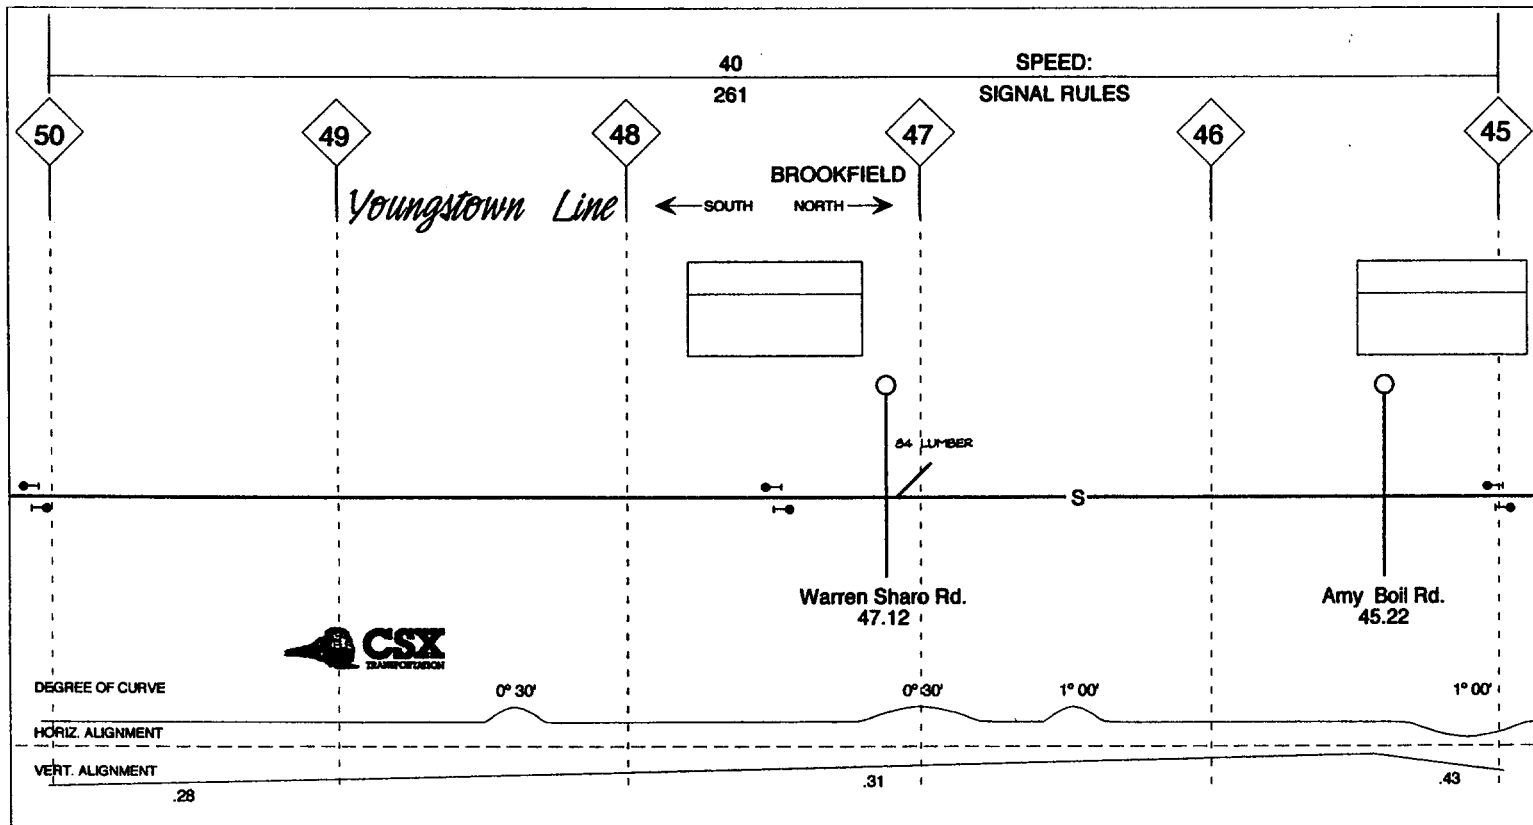 40 SPEED:
261 SIGNAL RULES
50 49 48 47 46 45
BROOKFIELD
Youngstown Line
SOUTH NORTH
84 LUMBER
S
Warren Sharo Rd.
47.12
Amy Boil Rd.
45.22
CSX
TRANSPORTATION
DEGREE OF CURVE 0° 30' 0° 30' 1° 00' 1° 00'
HORIZ. ALIGNMENT
VERT. ALIGNMENT
.28 .31 .43